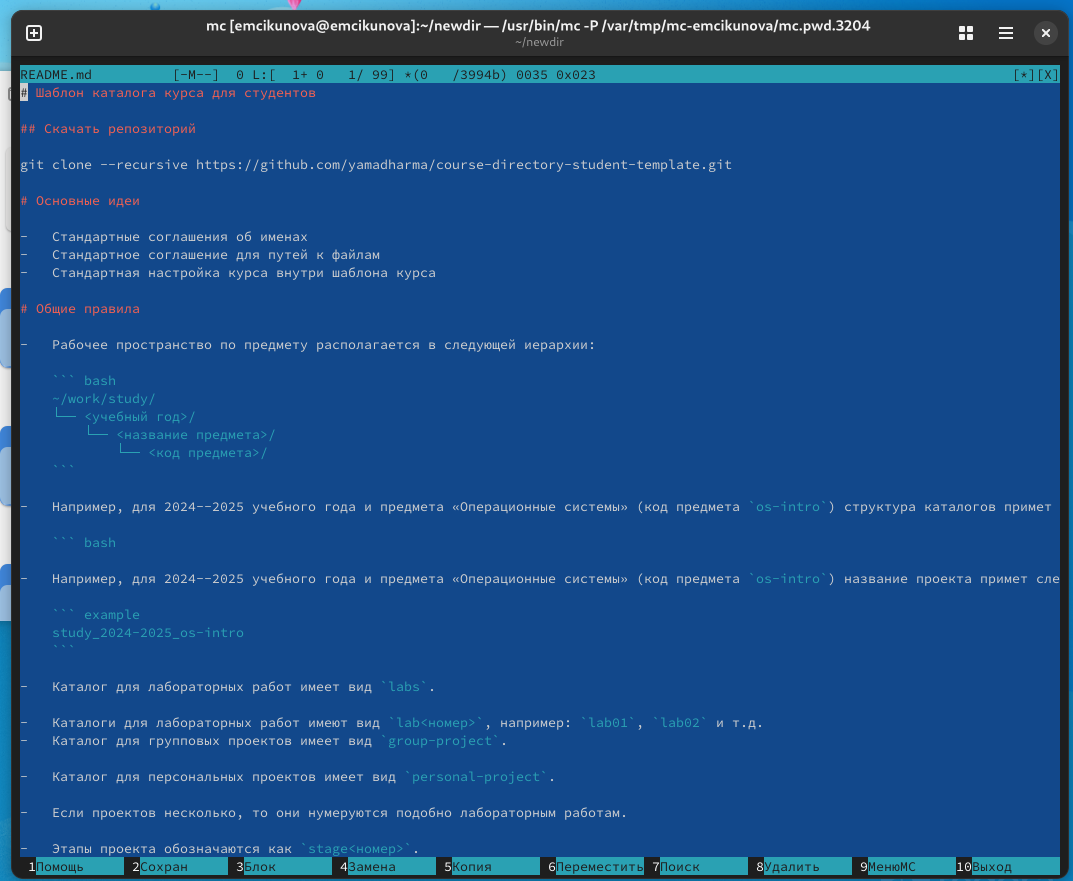 mc [emcikunova@emcikunova]:~/newdir — /usr/bin/mc -P /var/tmp/mc-emcikunova/mc.pwd.3204
~/newdir
README.md [-M--] 0 L:[ 1+ 0 1/ 99] *(0 /3994b) 0035 0x023 [*][X]
# Шаблон каталога курса для студентов
## Скачать репозиторий
git clone --recursive https://github.com/yamadharma/course-directory-student-template.git
# Основные идеи
- Стандартные соглашения об именах
- Стандартное соглашение для путей к файлам
- Стандартная настройка курса внутри шаблона курса
# Общие правила
- Рабочее пространство по предмету располагается в следующей иерархии:
``` bash
~/work/study/
└── <учебный год>/
└── <название предмета>/
└── <код предмета>/
```
- Например, для 2024--2025 учебного года и предмета «Операционные системы» (код предмета `os-intro`) структура каталогов примет
``` bash
- Например, для 2024--2025 учебного года и предмета «Операционные системы» (код предмета `os-intro`) название проекта примет сле
``` example
study_2024-2025_os-intro
```
- Каталог для лабораторных работ имеет вид `labs`.
- Каталоги для лабораторных работ имеют вид `lab<номер>`, например: `lab01`, `lab02` и т.д.
- Каталог для групповых проектов имеет вид `group-project`.
- Каталог для персональных проектов имеет вид `personal-project`.
- Если проектов несколько, то они нумеруются подобно лабораторным работам.
- Этапы проекта обозначаются как `stage<номер>`.
1Помощь 2Сохран 3Блок 4Замена 5Копия 6Переместить 7Поиск 8Удалить 9МенюMC 10Выход